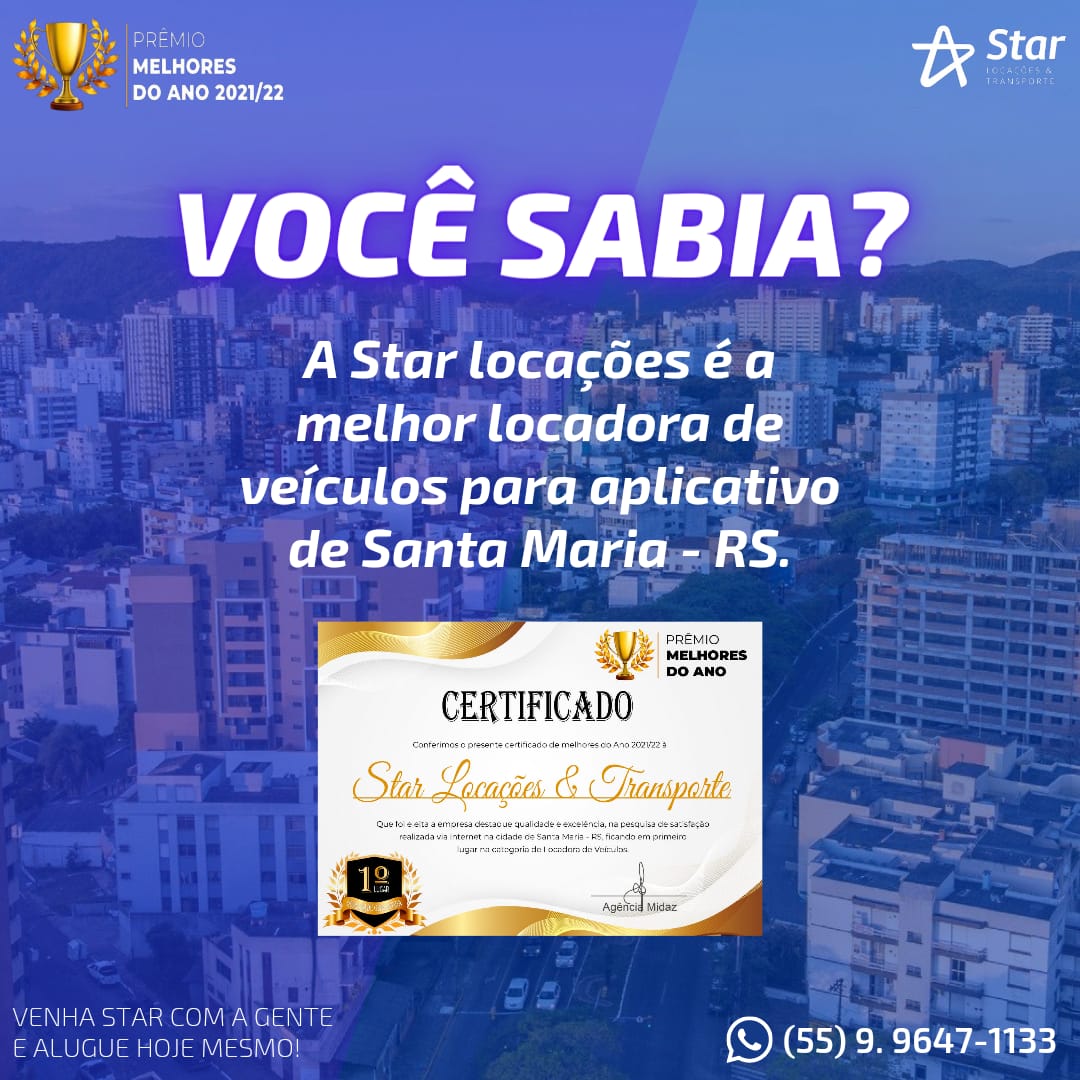 PRÊMIO
MELHORES
DO ANO 2021/22
Star
LOCAÇÕES &
TRANSPORTE
VOCÊ SABIA?
A Star locações é a
melhor locadora de
veículos para aplicativo
de Santa Maria - RS.
PRÊMIO
MELHORES
DO ANO
CERTIFICADO
Conferimos o presente certificado de melhores do Ano 2021/22 à
Star Locações & Transporte
Que foi eleita a empresa destaque qualidade e excelência, na pesquisa de satisfação
realizada via internet na cidade de Santa Maria - RS, ficando em primeiro
lugar na categoria de Locadora de Veículos.
1º
LUGAR
Agência Midaz
VENHA STAR COM A GENTE
E ALUGUE HOJE MESMO!
(55) 9. 9647-1133